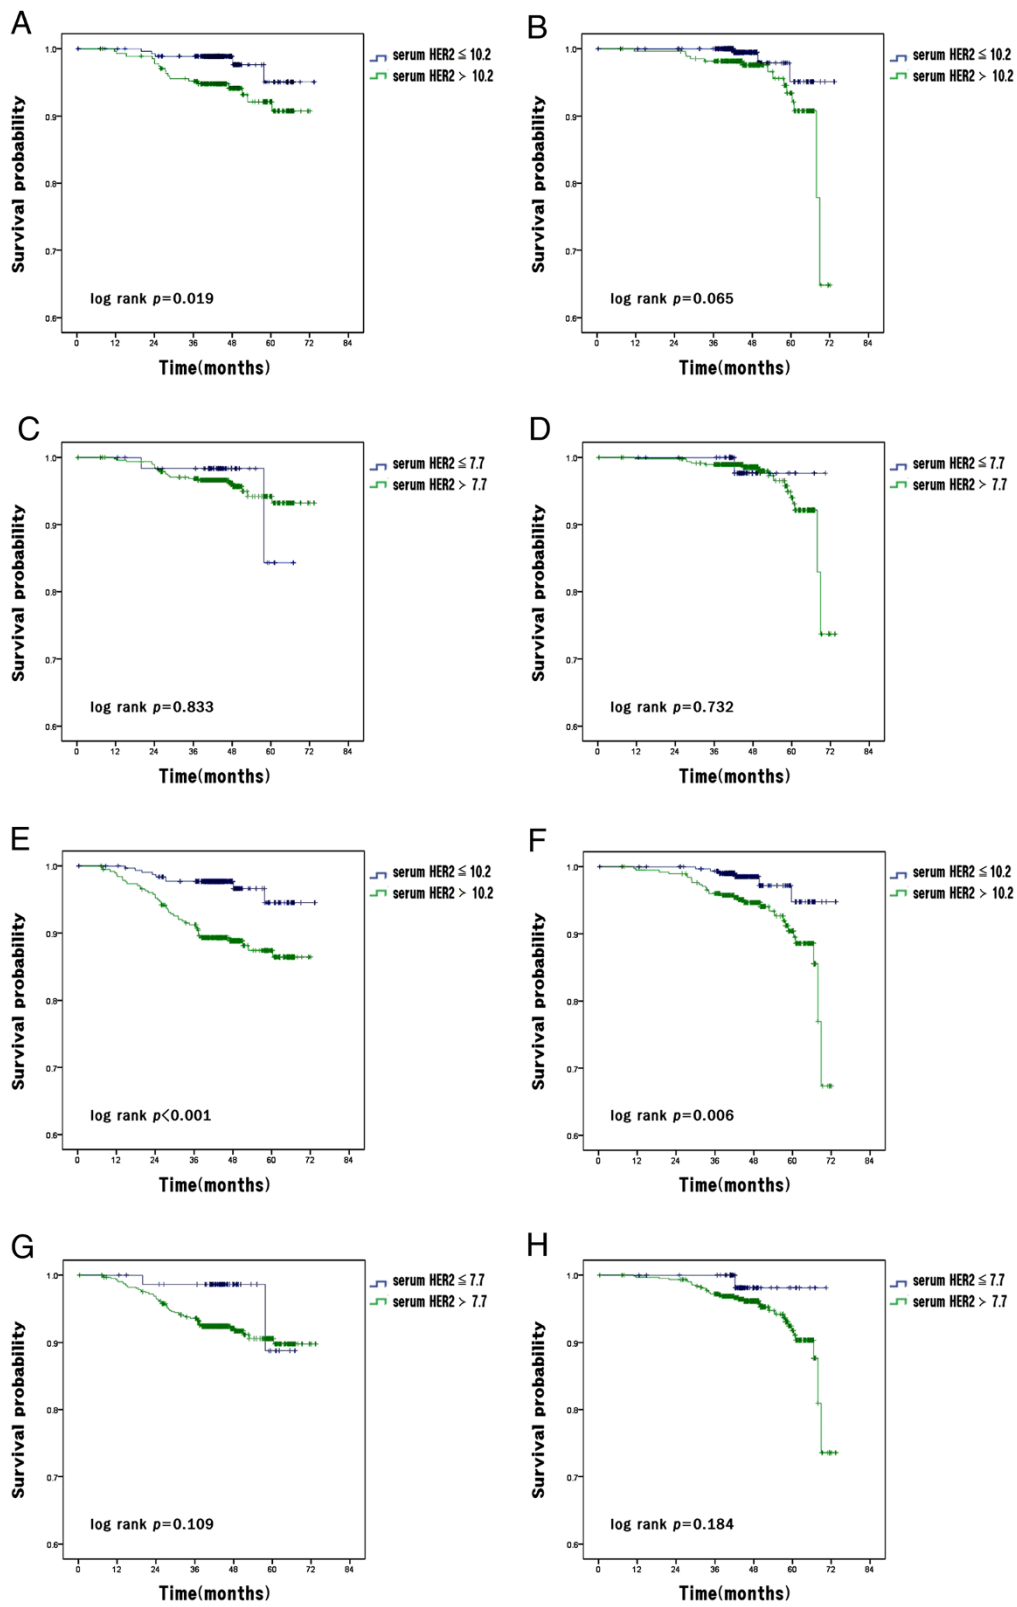 A
Survival probability
1.0
0.9
0.8
0.7
0.6
0 12 24 36 48 60 72 84
Time(months)
log rank p=0.019
serum HER2 ≦ 10.2
serum HER2 > 10.2
B
Survival probability
1.0
0.9
0.8
0.7
0.6
0 12 24 36 48 60 72 84
Time(months)
log rank p=0.065
serum HER2 ≦ 10.2
serum HER2 > 10.2
C
Survival probability
1.0
0.9
0.8
0.7
0.6
0 12 24 36 48 60 72 84
Time(months)
log rank p=0.833
serum HER2 ≦ 7.7
serum HER2 > 7.7
D
Survival probability
1.0
0.9
0.8
0.7
0.6
0 12 24 36 48 60 72 84
Time(months)
log rank p=0.732
serum HER2 ≦ 7.7
serum HER2 > 7.7
E
Survival probability
1.0
0.9
0.8
0.7
0.6
0 12 24 36 48 60 72 84
Time(months)
log rank p<0.001
serum HER2 ≦ 10.2
serum HER2 > 10.2
F
Survival probability
1.0
0.9
0.8
0.7
0.6
0 12 24 36 48 60 72 84
Time(months)
log rank p=0.006
serum HER2 ≦ 10.2
serum HER2 > 10.2
G
Survival probability
1.0
0.9
0.8
0.7
0.6
0 12 24 36 48 60 72 84
Time(months)
log rank p=0.109
serum HER2 ≦ 7.7
serum HER2 > 7.7
H
Survival probability
1.0
0.9
0.8
0.7
0.6
0 12 24 36 48 60 72 84
Time(months)
log rank p=0.184
serum HER2 ≦ 7.7
serum HER2 > 7.7